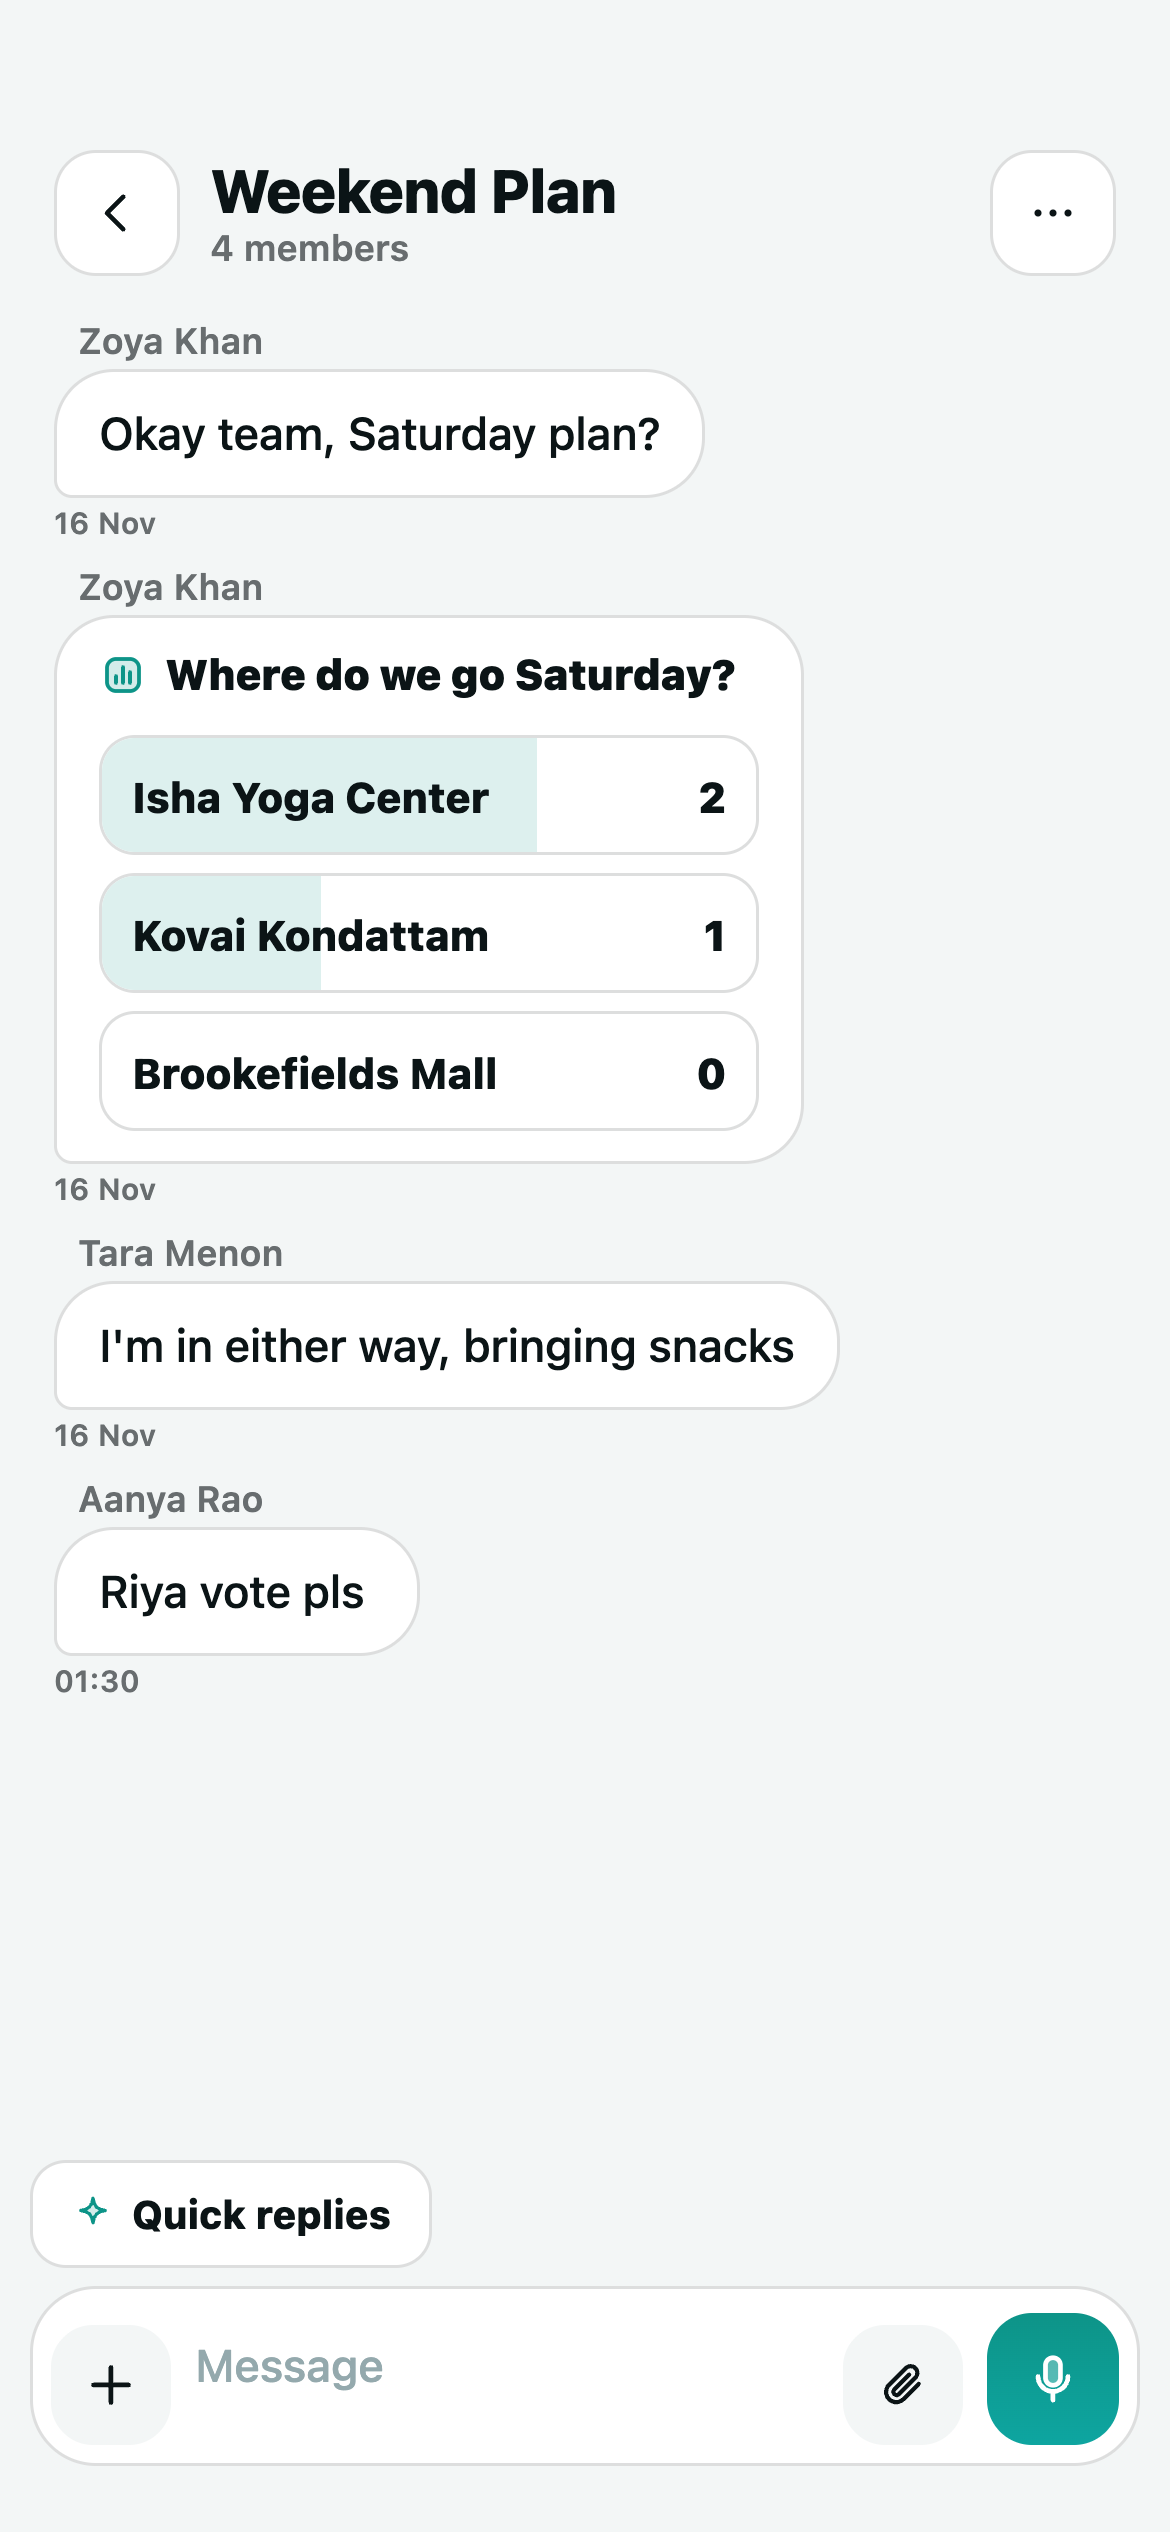 Weekend Plan
4 members
Zoya Khan
Okay team, Saturday plan?
16 Nov
Zoya Khan
Where do we go Saturday?
Isha Yoga Center 2
Kovai Kondattam 1
Brookefields Mall 0
16 Nov
Tara Menon
I'm in either way, bringing snacks
16 Nov
Aanya Rao
Riya vote pls
01:30
Quick replies
Message